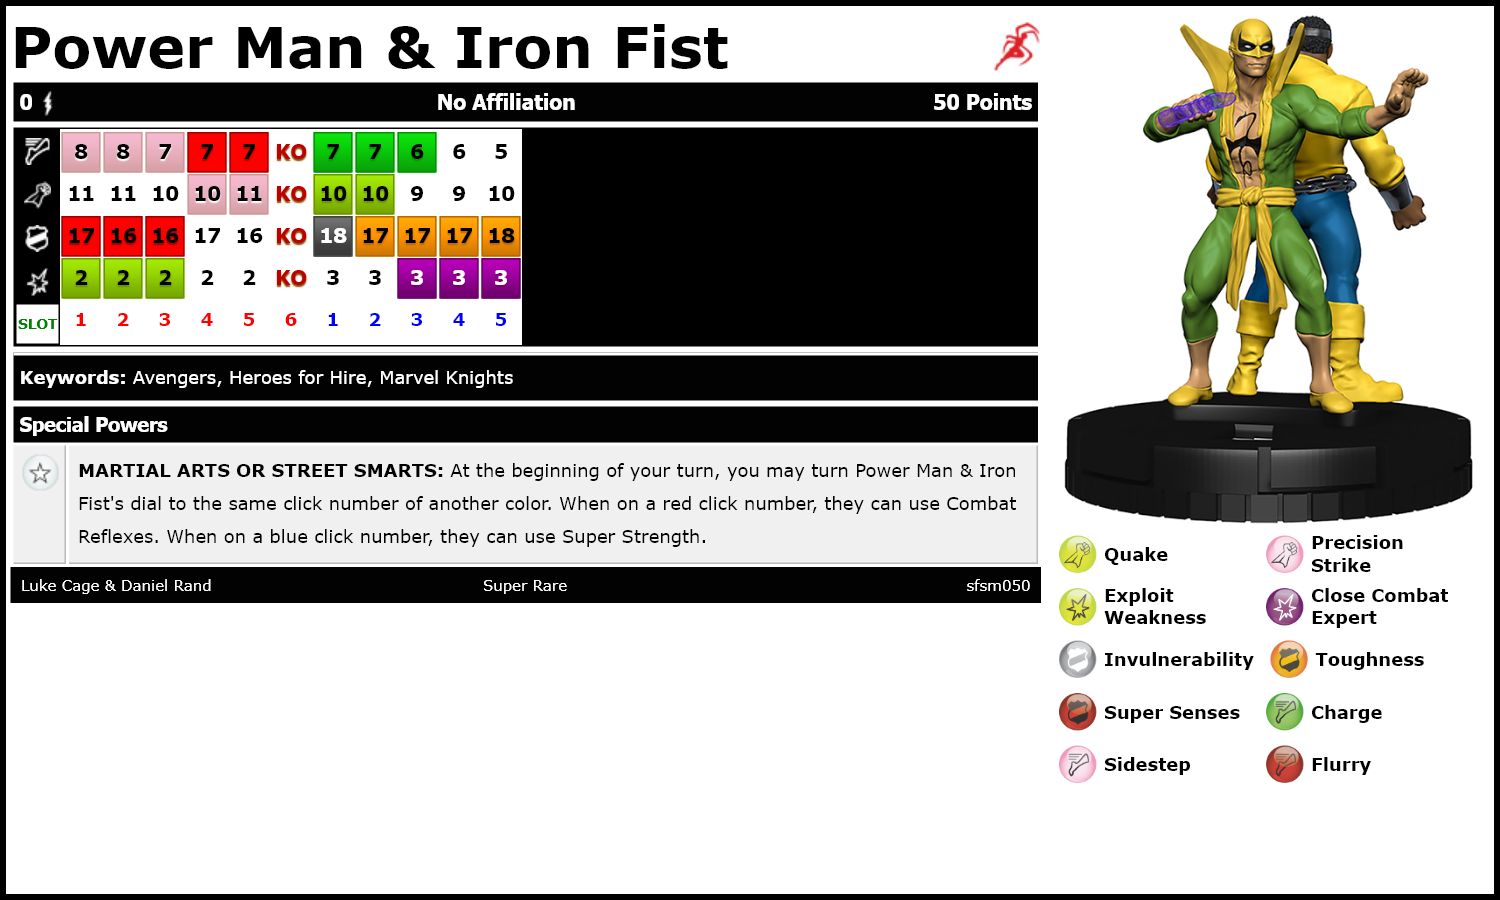 Power Man & Iron Fist
0 No Affiliation 50 Points
8 8 7 7 7 KO 7 7 6 6 5
11 11 10 10 11 KO 10 10 9 9 10
17 16 16 17 16 KO 18 17 17 17 18
2 2 2 2 2 KO 3 3 3 3 3
SLOT 1 2 3 4 5 6 1 2 3 4 5
Keywords: Avengers, Heroes for Hire, Marvel Knights
Special Powers
MARTIAL ARTS OR STREET SMARTS: At the beginning of your turn, you may turn Power Man & Iron
Fist's dial to the same click number of another color. When on a red click number, they can use Combat
Reflexes. When on a blue click number, they can use Super Strength.
Luke Cage & Daniel Rand Super Rare sfsm050
Quake
Precision
Strike
Exploit
Weakness
Close Combat
Expert
Invulnerability
Toughness
Super Senses
Charge
Sidestep
Flurry